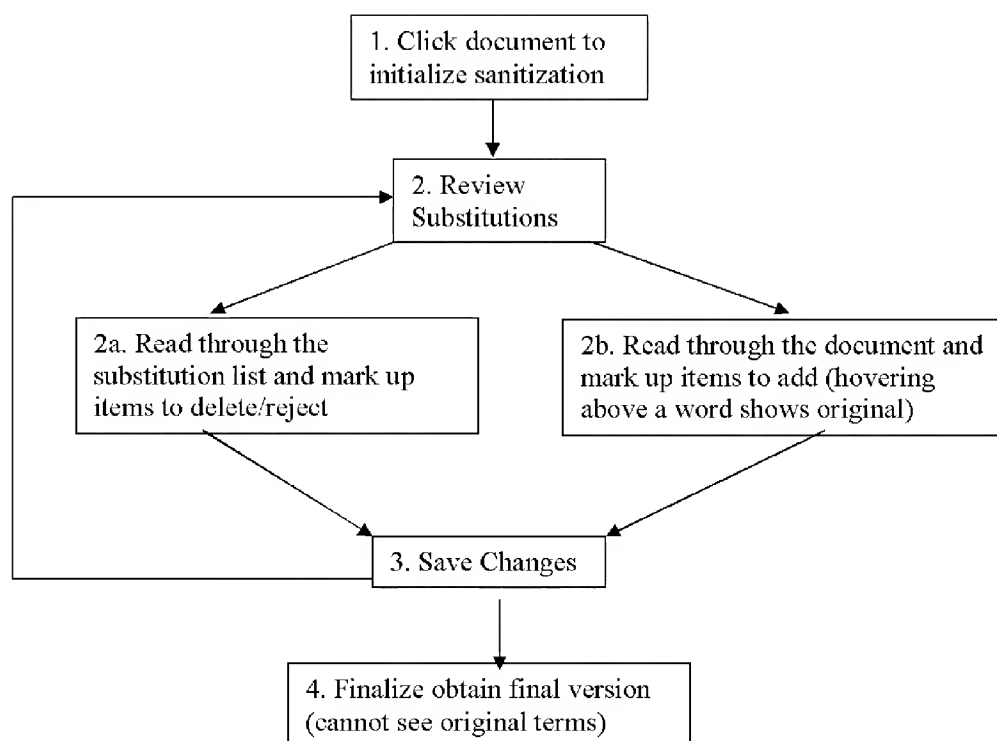 1. Click document to
initialize sanitization
2. Review
Substitutions
2a. Read through the
substitution list and mark up
items to delete/reject
2b. Read through the document and
mark up items to add (hovering
above a word shows original)
3. Save Changes
4. Finalize obtain final version
(cannot see original terms)